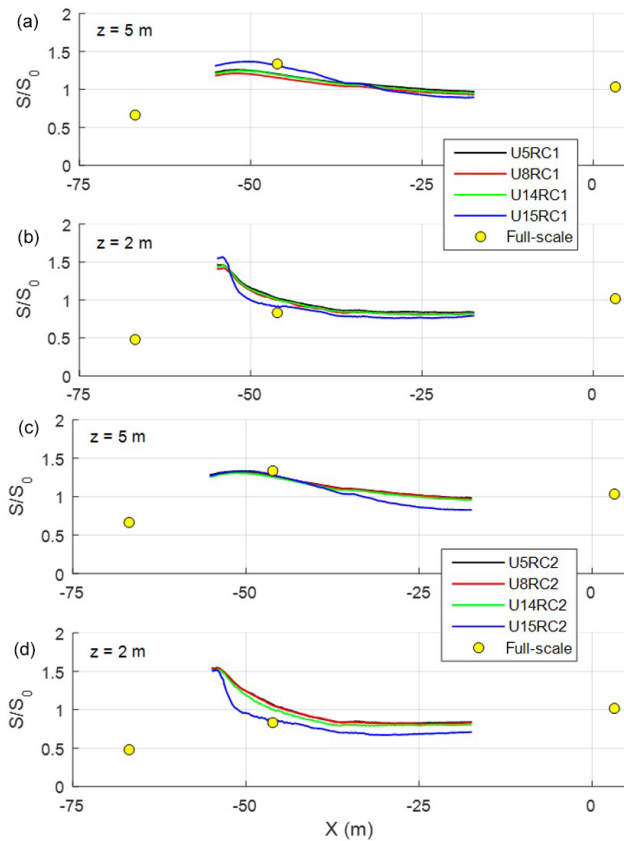 (a)
z = 5 m
S/S0
2
1.5
1
0.5
0
-75
-50
-25
0
U5RC1
U8RC1
U14RC1
U15RC1
Full-scale
(b)
z = 2 m
S/S0
2
1.5
1
0.5
0
-75
-50
-25
0
(c)
z = 5 m
S/S0
2
1.5
1
0.5
0
-75
-50
-25
0
U5RC2
U8RC2
U14RC2
U15RC2
Full-scale
(d)
z = 2 m
S/S0
2
1.5
1
0.5
0
-75
-50
-25
0
X (m)